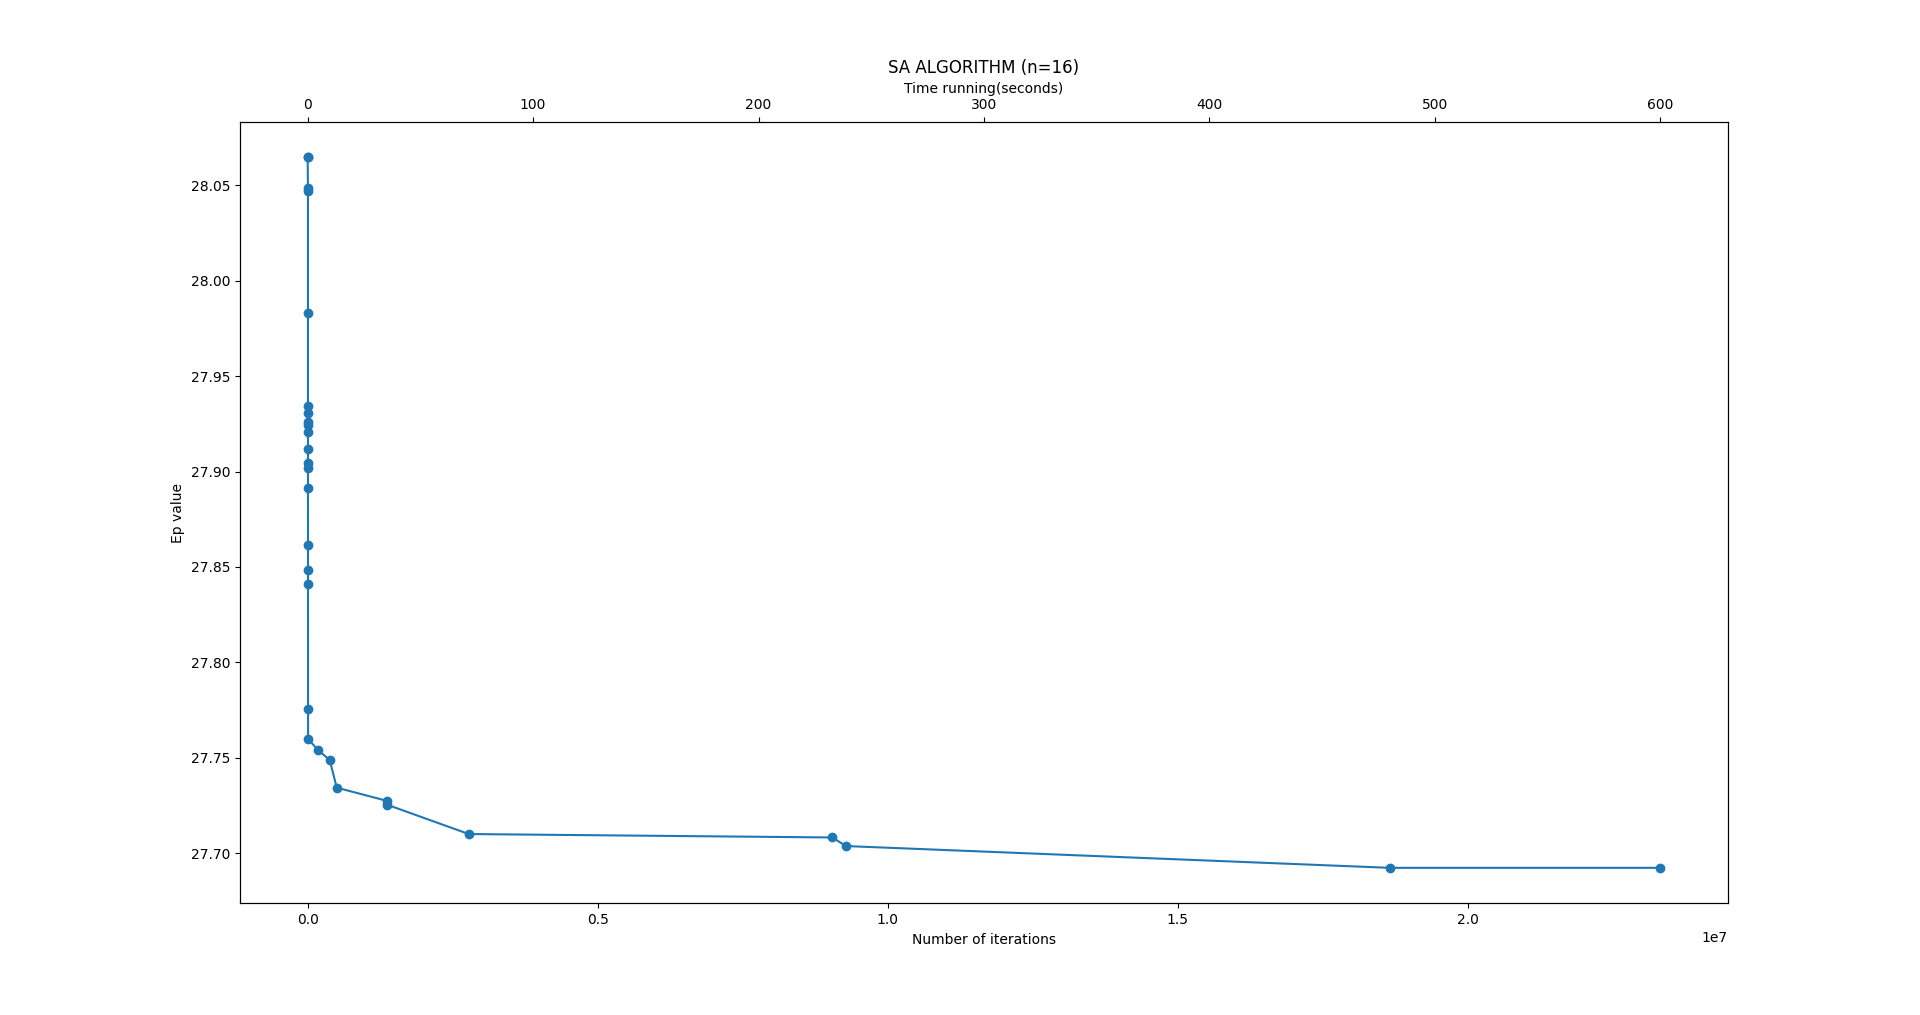 SA ALGORITHM (n=16)
Time running(seconds)
0 100 200 300 400 500 600
28.05
28.00
27.95
27.90
27.85
27.80
27.75
27.70
Ep value
0.0 0.5 1.0 1.5 2.0
Number of iterations
1e7